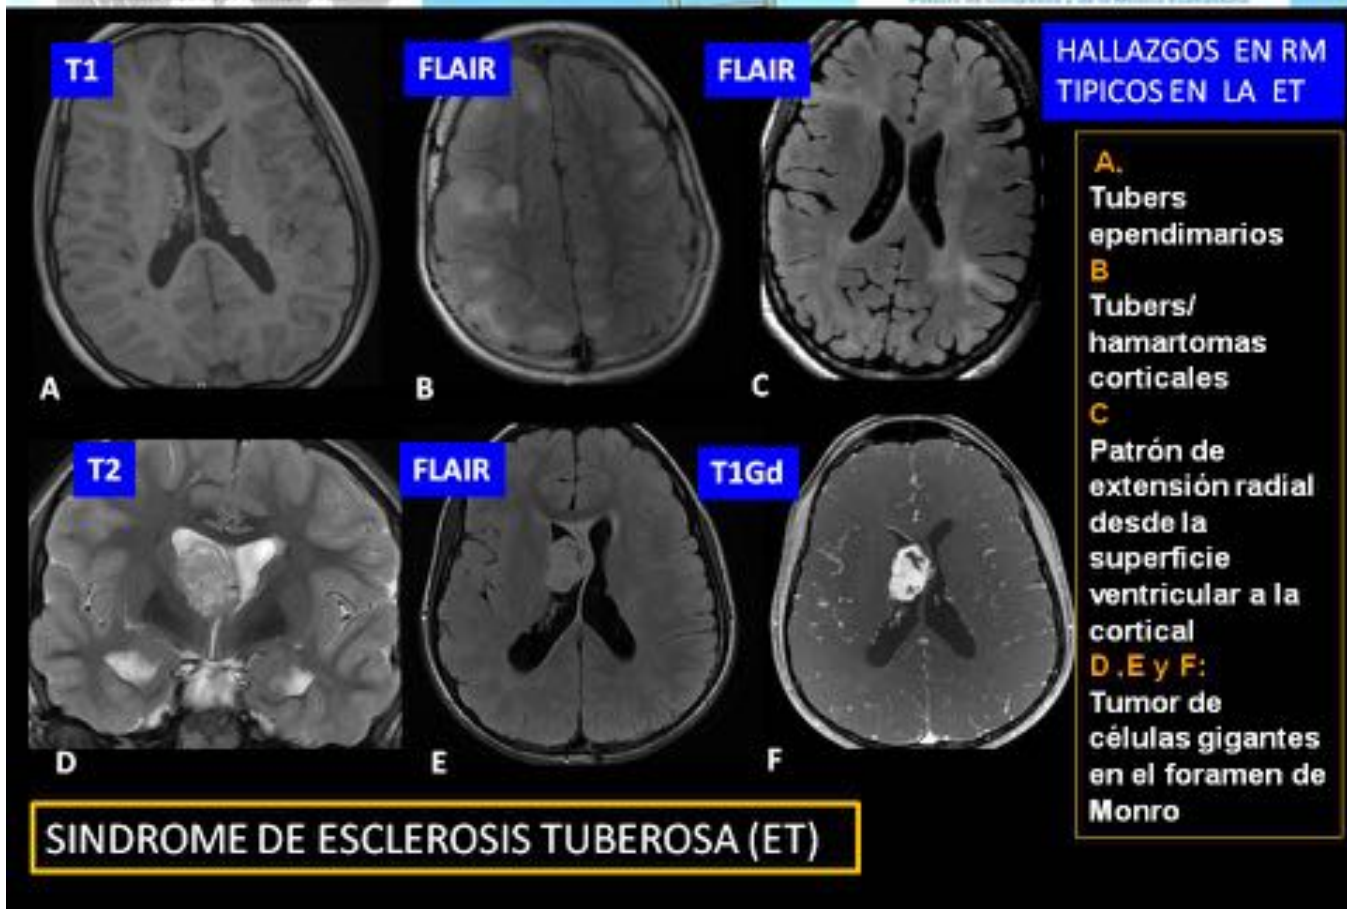 T1
FLAIR
FLAIR
HALLAZGOS EN RM
TIPICOS EN LA ET
A
B
C
T2
FLAIR
T1Gd
D
E
F
A.
Tubers
ependimarios
B
Tubers/
hamartomas
corticales
C
Patrón de
extensión radial
desde la
superficie
ventricular a la
cortical
D .E y F:
Tumor de
células gigantes
en el foramen de
Monro
SINDROME DE ESCLEROSIS TUBEROSA (ET)